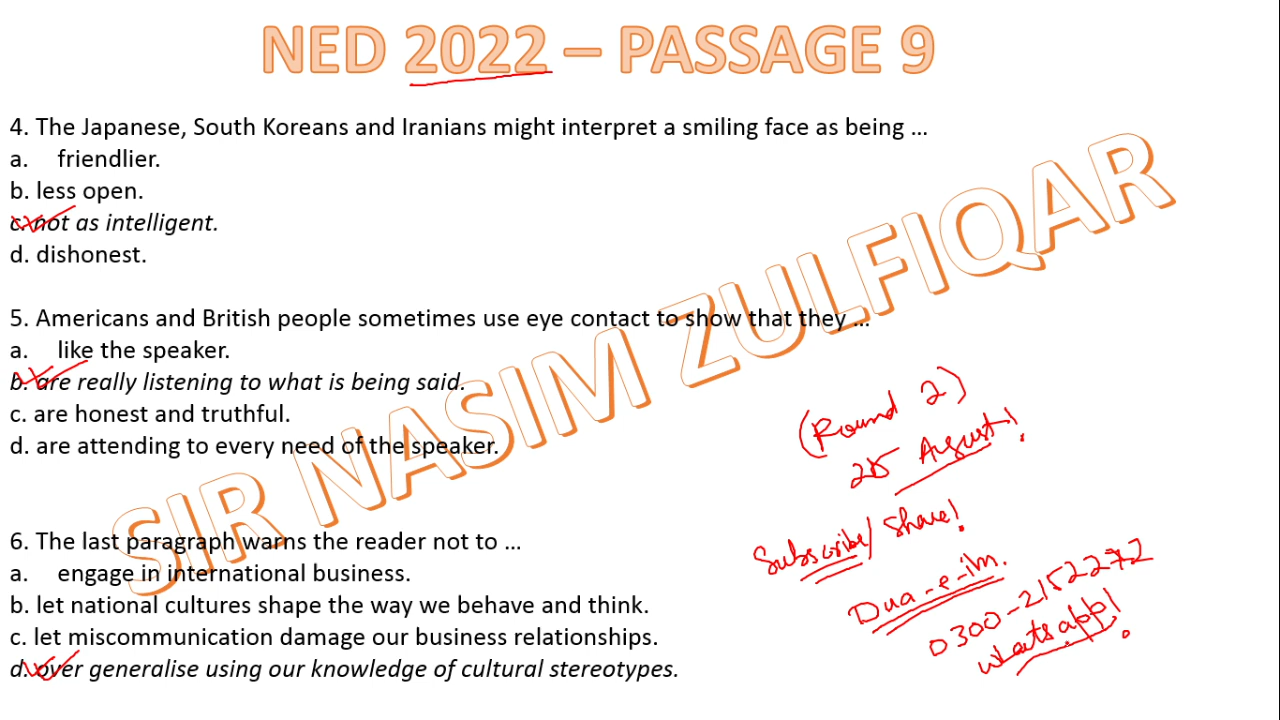 NED 2022 – PASSAGE 9
4. The Japanese, South Koreans and Iranians might interpret a smiling face as being ...
a. friendlier.
b. less open.
c. not as intelligent.
d. dishonest.
5. Americans and British people sometimes use eye contact to show that they ...
a. like the speaker.
b. are really listening to what is being said.
c. are honest and truthful.
d. are attending to every need of the speaker.
6. The last paragraph warns the reader not to ...
a. engage in international business.
b. let national cultures shape the way we behave and think.
c. let miscommunication damage our business relationships.
d. over generalise using our knowledge of cultural stereotypes.
SIR NASIM ZULFIQAR
(Round 2)
25 August!
Subscribe/ Share!
Dua-e-ilm.
0300-2152272
whatsapp!